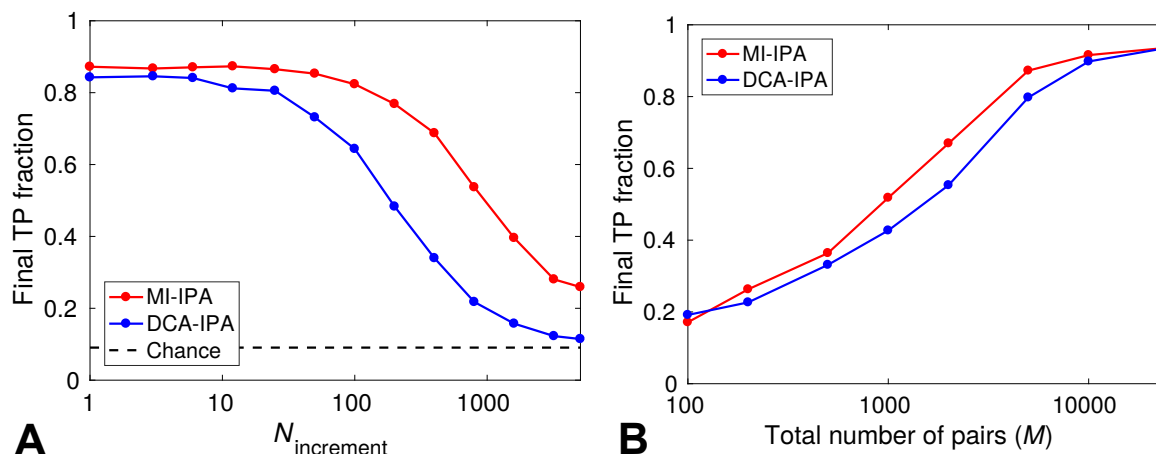 Final TP fraction
1
0.8
0.6
0.4
0.2
0
MI-IPA
DCA-IPA
Chance
1 10 100 1000
N_increment
A
Final TP fraction
1
0.8
0.6
0.4
0.2
0
MI-IPA
DCA-IPA
100 1000 10000
Total number of pairs (M)
B